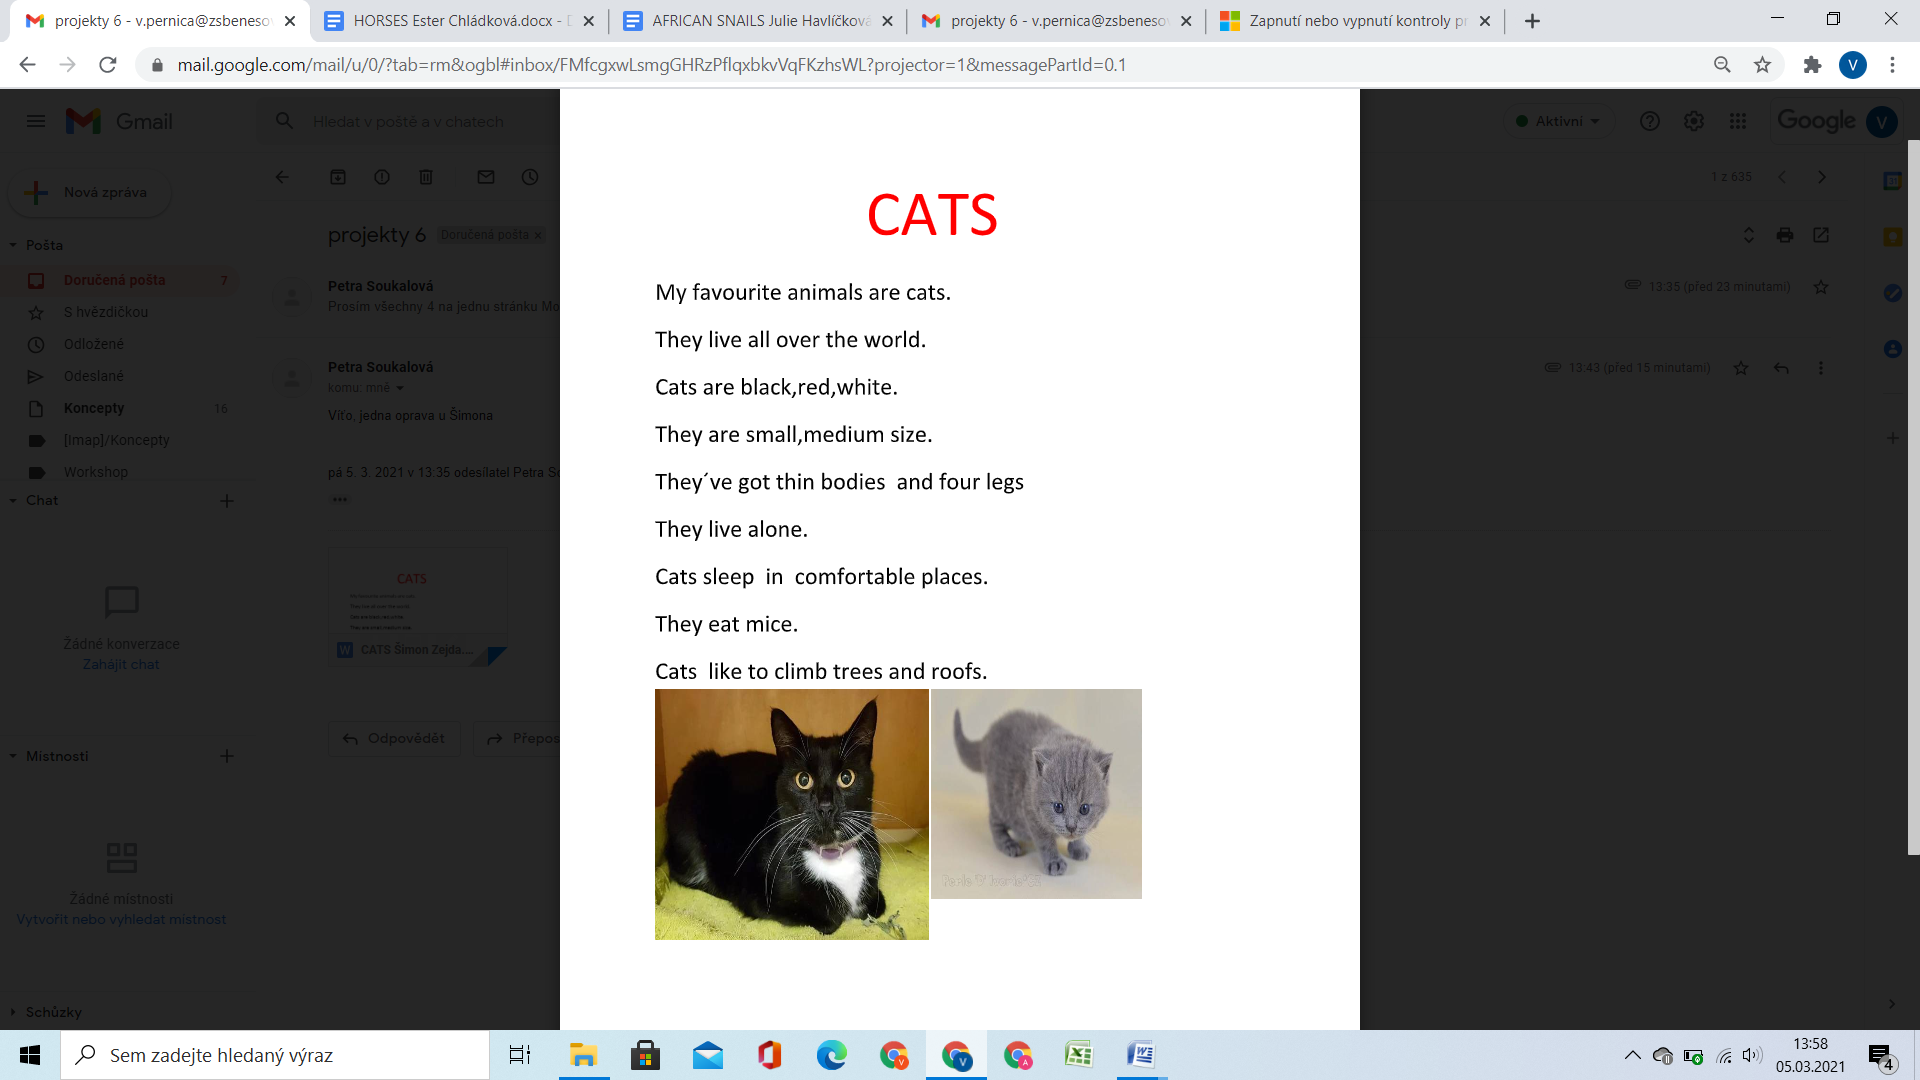 projekty 6 - v.pernica@zsbenesov
HORSES Ester Chládková.docx - D
AFRICAN SNAILS Julie Havlíčková
projekty 6 - v.pernica@zsbenesov
Zapnutí nebo vypnutí kontroly pr
mail.google.com/mail/u/0/?tab=rm&ogbl#inbox/FMfcgxwLsmgGHRzPflqxbkvVqFKzhsWL?projector=1&messagePartId=0.1
V
Gmail
Hledat v poště a v chatech
Aktivní
Google
V
Nová zpráva
1 z 635
Pošta
Doručená pošta 7
S hvězdičkou
Odložené
Odeslané
Koncepty 16
[Imap]/Koncepty
Workshop
Chat
Žádné konverzace
Zahájit chat
Místnosti
Žádné místnosti
Vytvořit nebo vyhledat místnost
Schůzky
projekty 6 Doručená pošta
Petra Soukalová
13:35 (před 23 minutami)
Prosím všechny 4 na jednu stránku
Petra Soukalová
13:43 (před 15 minutami)
komu: mně
Víťo, jedna oprava u Šimona
pá 5. 3. 2021 v 13:35 odesílatel Petra
CATS
W CATS Šimon Zejda....
Odpovědět
Přepos
CATS
My favourite animals are cats.
They live all over the world.
Cats are black,red,white.
They are small,medium size.
They´ve got thin bodies  and four legs
They live alone.
Cats sleep  in  comfortable places.
They eat mice.
Cats  like to climb trees and roofs.
Sem zadejte hledaný výraz
13:58
05.03.2021
4